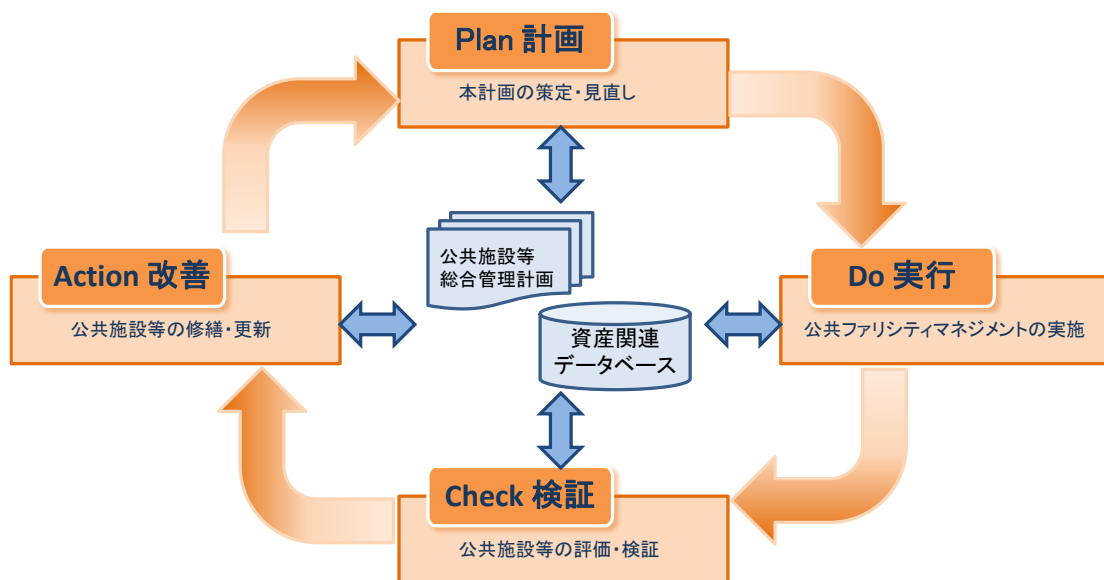 Plan 計画
本計画の策定・見直し
公共施設等
総合管理計画
Action 改善
公共施設等の修繕・更新
Do 実行
公共ファリシティマネジメントの実施
資産関連
データベース
Check 検証
公共施設等の評価・検証